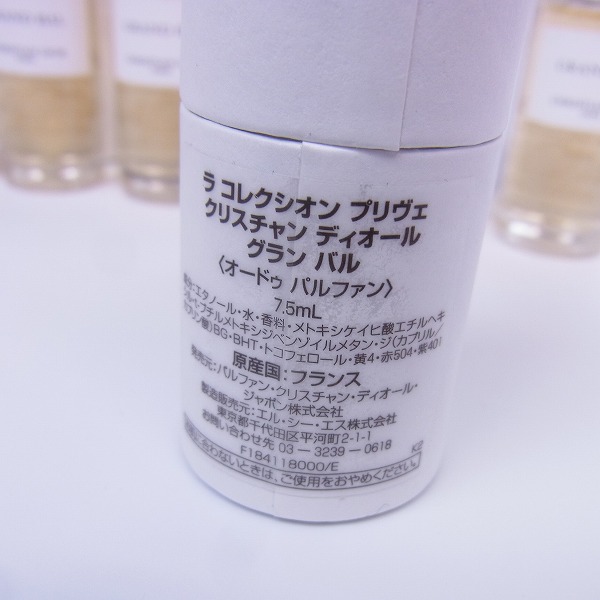 ラ コレクシオン プリヴェ
クリスチャン ディオール
グラン バル
〈オードゥ パルファン〉
7.5mL
成分:エタノール・水・香料・メトキシケイヒ酸エチルヘキ
シル・ブチルメトキシジベンゾイルメタン・ジ(カプリル/
カプリン酸)BG・BHT・トコフェロール・黄4・赤504・紫401
原産国:フランス
発売元:パルファン・クリスチャン・ディオール・
ジャポン株式会社
製造販売元:エル・シー・エス株式会社
東京都千代田区平河町2-1-1
お問い合わせ先 03-3239-0618
F184118000/E K2
に合わないときは、ご使用をおやめください。